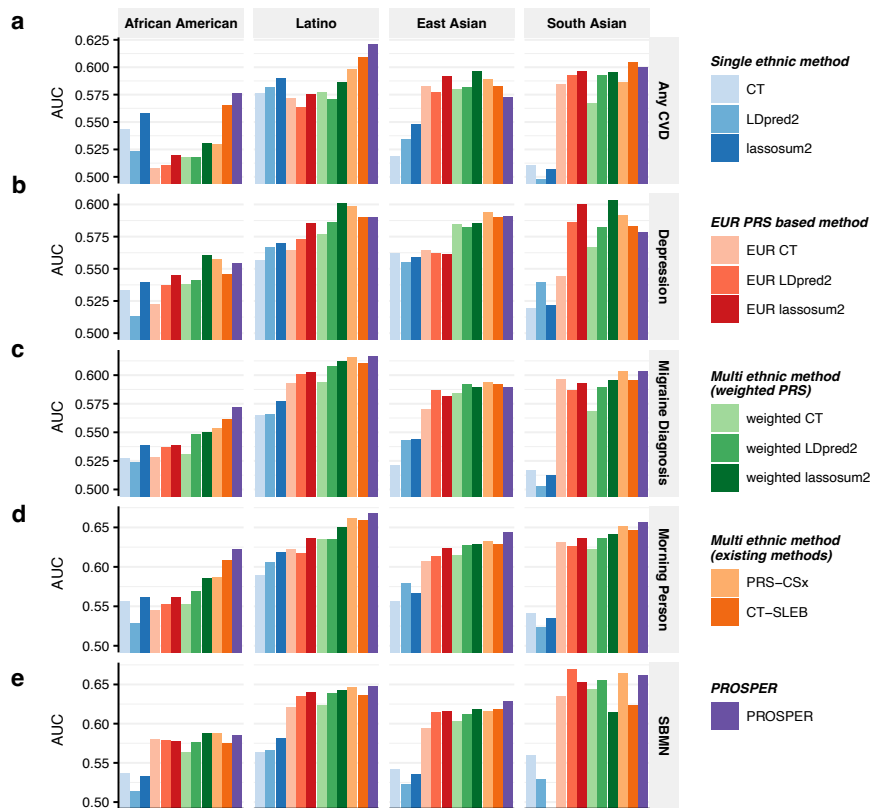 African American
Latino
East Asian
South Asian
a
0.625
0.600
0.575
0.550
0.525
0.500
AUC
Any CVD
b
0.600
0.575
0.550
0.525
0.500
AUC
Depression
c
0.600
0.575
0.550
0.525
0.500
AUC
Migraine Diagnosis
d
0.65
0.60
0.55
0.50
AUC
Morning Person
e
0.65
0.60
0.55
0.50
AUC
SBMN
Single ethnic method
CT
LDpred2
lassosum2
EUR PRS based method
EUR CT
EUR LDpred2
EUR lassosum2
Multi ethnic method
(weighted PRS)
weighted CT
weighted LDpred2
weighted lassosum2
Multi ethnic method
(existing methods)
PRS−CSx
CT−SLEB
PROSPER
PROSPER